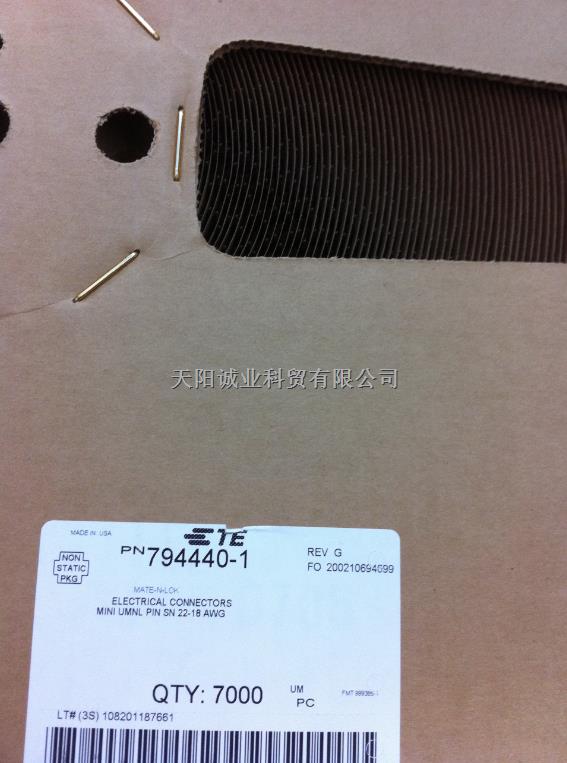 天阳诚业科贸有限公司
MADE IN USA
TE
PN 794440-1
REV G
FO 200210694099
NON
STATIC
PKG
MATE-N-LOK
ELECTRICAL CONNECTORS
MINI UMNL PIN SN 22-18 AWG
QTY: 7000
UM
PC
LT# (3S) 108201187661